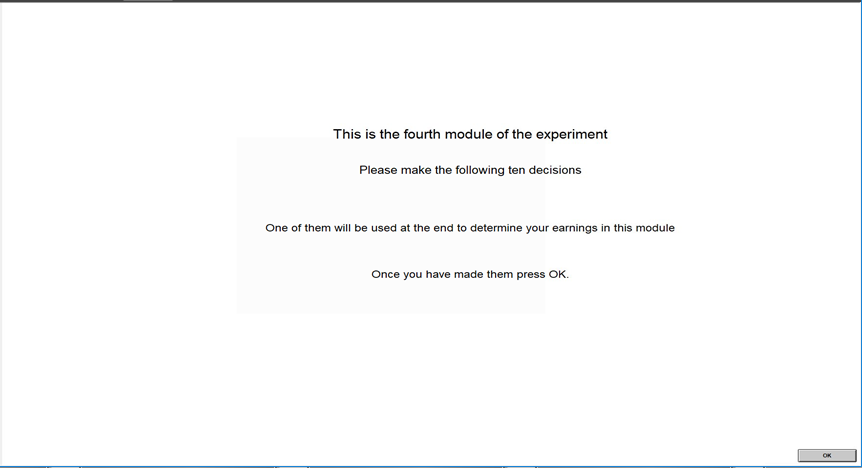 This is the fourth module of the experiment
Please make the following ten decisions
One of them will be used at the end to determine your earnings in this module
Once you have made them press OK.
OK